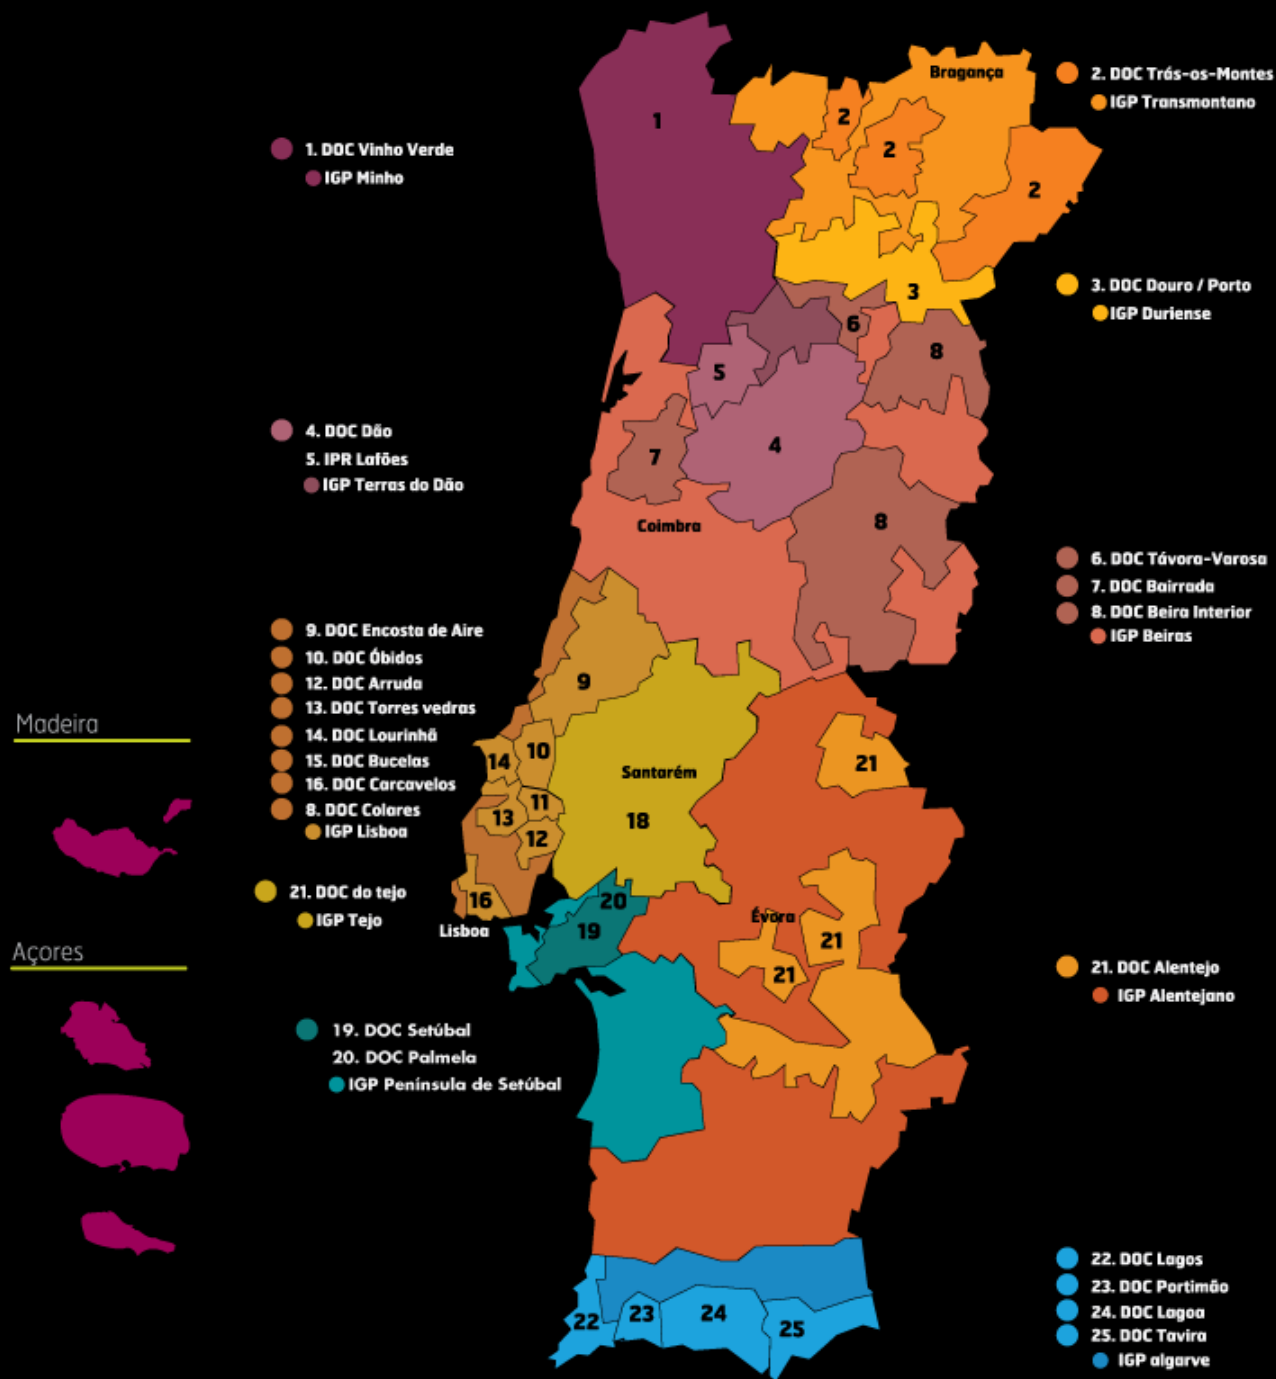 Bragança
2. DOC Trás-os-Montes
IGP Transmontano
1
2
2
2
1. DOC Vinho Verde
IGP Minho
3. DOC Douro / Porto
IGP Duriense
3
6
8
5
4. DOC Dão
5. IPR Lafões
IGP Terras do Dão
7
4
Coimbra
8
6. DOC Távora-Varosa
7. DOC Bairrada
8. DOC Beira Interior
IGP Beiras
9. DOC Encosta de Aire
10. DOC Óbidos
12. DOC Arruda
13. DOC Torres vedras
14. DOC Lourinhã
15. DOC Bucelas
16. DOC Carcavelos
8. DOC Colares
IGP Lisboa
9
Madeira
10
14
21
Santarém
11
13
18
12
21. DOC do tejo
IGP Tejo
16
20
Lisboa
19
Évora
21
21
Açores
21. DOC Alentejo
IGP Alentejano
19. DOC Setúbal
20. DOC Palmela
IGP Península de Setúbal
22
23
24
25
22. DOC Lagos
23. DOC Portimão
24. DOC Lagoa
25. DOC Tavira
IGP algarve